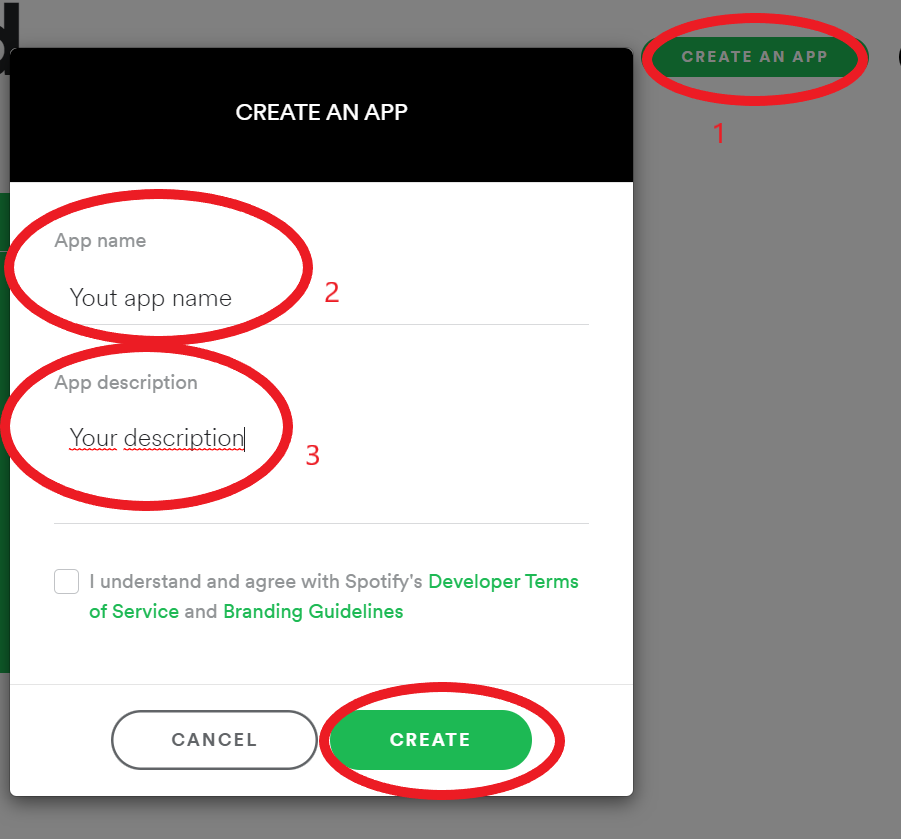 d
CREATE AN APP
1
CREATE AN APP
App name
Yout app name
2
App description
Your description
3
I understand and agree with Spotify's Developer Terms
of Service and Branding Guidelines
CANCEL
CREATE